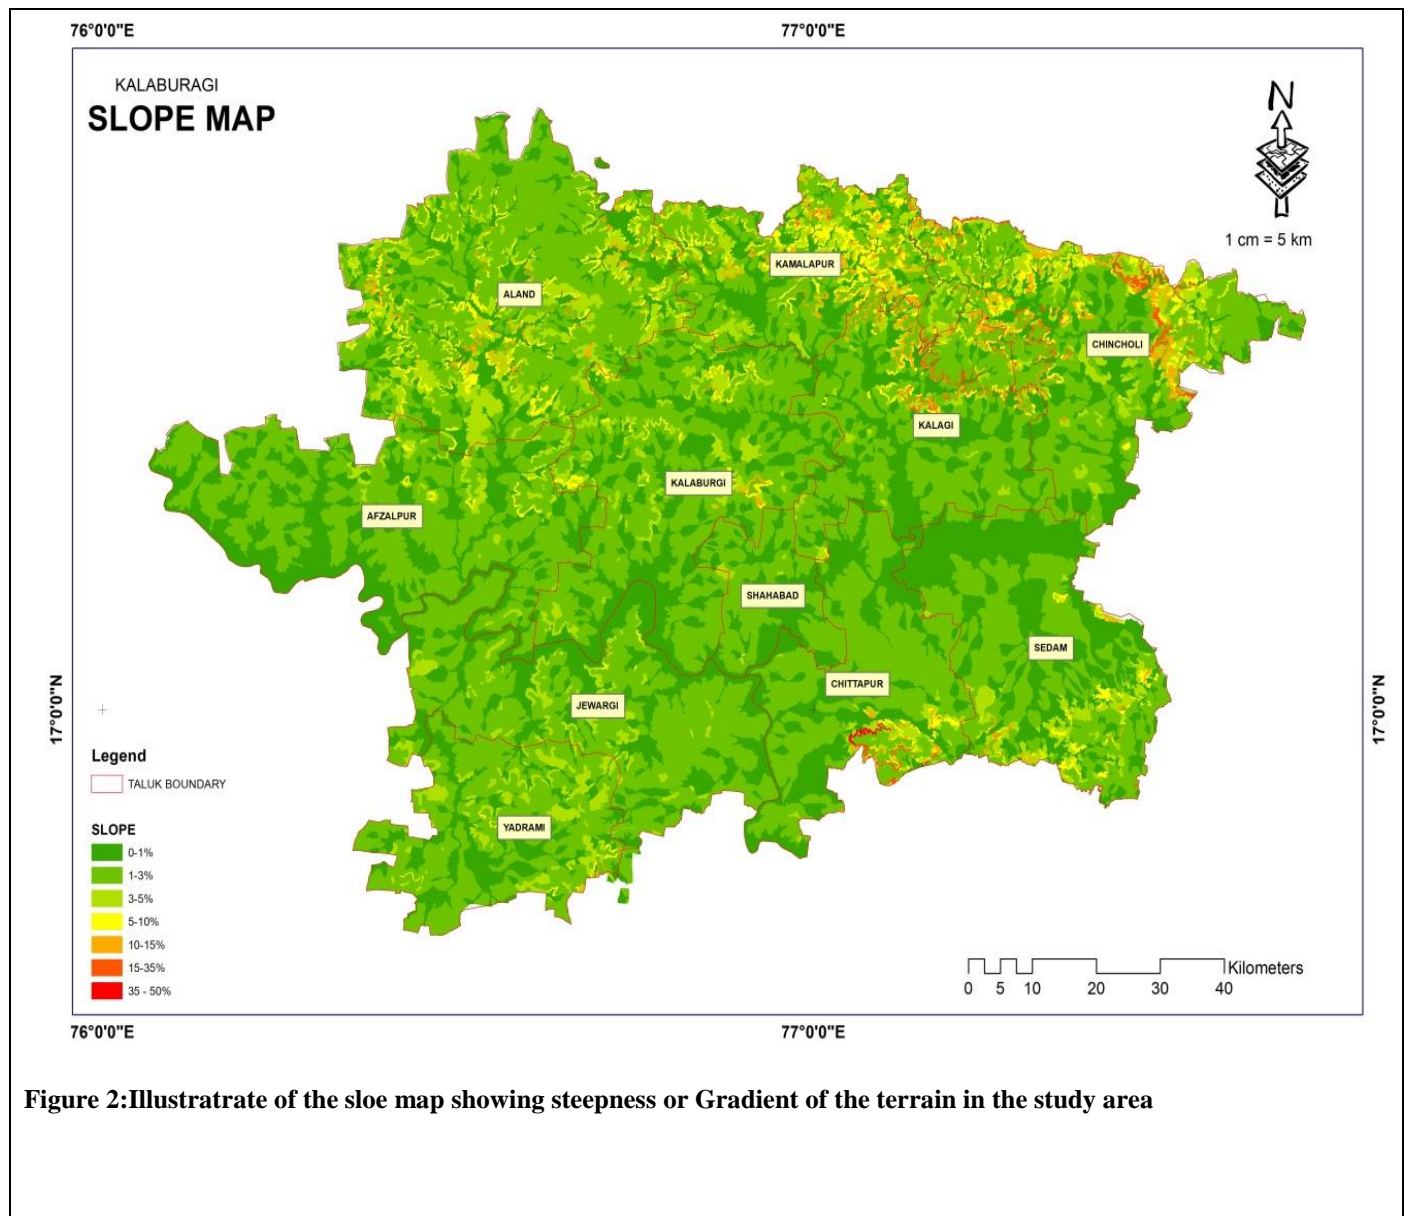 76°0'0"E
77°0'0"E
KALABURAGI
SLOPE MAP
N
1 cm = 5 km
KAMALAPUR
ALAND
CHINCHOLI
KALAGI
KALABURGI
AFZALPUR
SHAHABAD
SEDAM
CHITTAPUR
JEWARGI
YADRAMI
17°0'0"N
17°0'0"N
Legend
TALUK BOUNDARY
SLOPE
0-1%
1-3%
3-5%
5-10%
10-15%
15-35%
35 - 50%
Kilometers
0 5 10 20 30 40
76°0'0"E
77°0'0"E
Figure 2:Illustratrate of the sloe map showing steepness or Gradient of the terrain in the study area